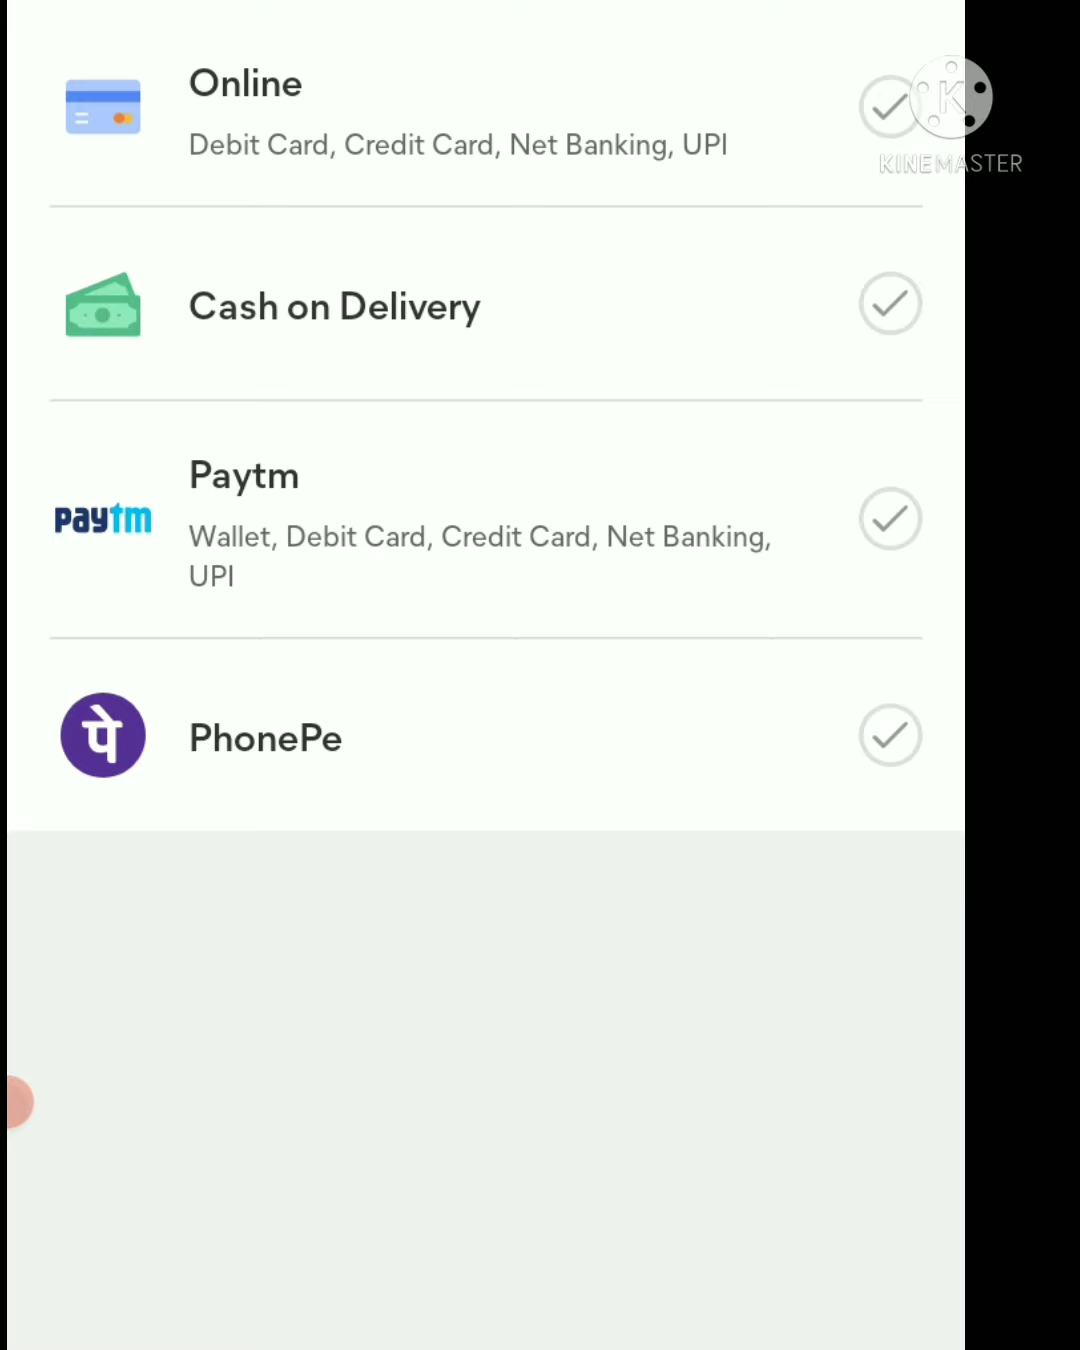 Online
Debit Card, Credit Card, Net Banking, UPI
KINEMASTER
Cash on Delivery
Paytm
paytm
Wallet, Debit Card, Credit Card, Net Banking,
UPI
पे
PhonePe